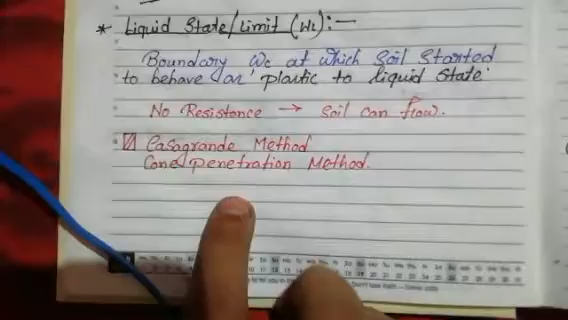 * Liquid State/Limit (WL):—
Boundary Wc at which Soil Started
to behave as plastic to liquid state.
No Resistance → Soil can flow.
Casagrande Method
Cone penetration Method.